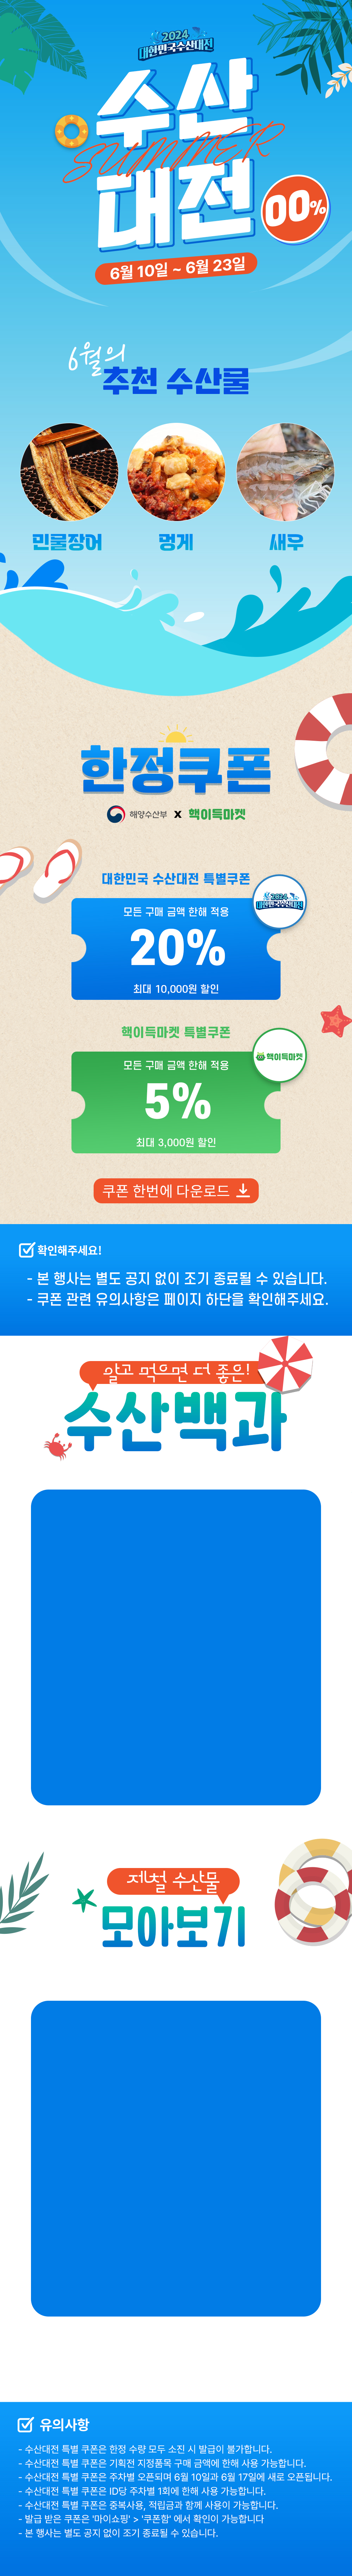 2024
대한민국수산대전
수산
SUMMER
대전
00%
6월 10일 ~ 6월 23일
6월의
추천 수산물
민물장어
멍게
새우
한정쿠폰
해양수산부 X 핵이득마켓
대한민국 수산대전 특별쿠폰
2024
대한민국수산대전
모든 구매 금액 한해 적용
20%
최대 10,000원 할인
핵이득마켓 특별쿠폰
핵이득마켓
모든 구매 금액 한해 적용
5%
최대 3,000원 할인
쿠폰 한번에 다운로드
확인해주세요!
- 본 행사는 별도 공지 없이 조기 종료될 수 있습니다.
- 쿠폰 관련 유의사항은 페이지 하단을 확인해주세요.
알고 먹으면 더 좋은!
수산백과
제철 수산물
모아보기
유의사항
- 수산대전 특별 쿠폰은 한정 수량 모두 소진 시 발급이 불가합니다.
- 수산대전 특별 쿠폰은 기획전 지정품목 구매 금액에 한해 사용 가능합니다.
- 수산대전 특별 쿠폰은 주차별 오픈되며 6월 10일과 6월 17일에 새로 오픈됩니다.
- 수산대전 특별 쿠폰은 ID당 주차별 1회에 한해 사용 가능합니다.
- 수산대전 특별 쿠폰은 중복사용, 적립금과 함께 사용이 가능합니다.
- 발급 받은 쿠폰은 '마이쇼핑' > '쿠폰함' 에서 확인이 가능합니다
- 본 행사는 별도 공지 없이 조기 종료될 수 있습니다.